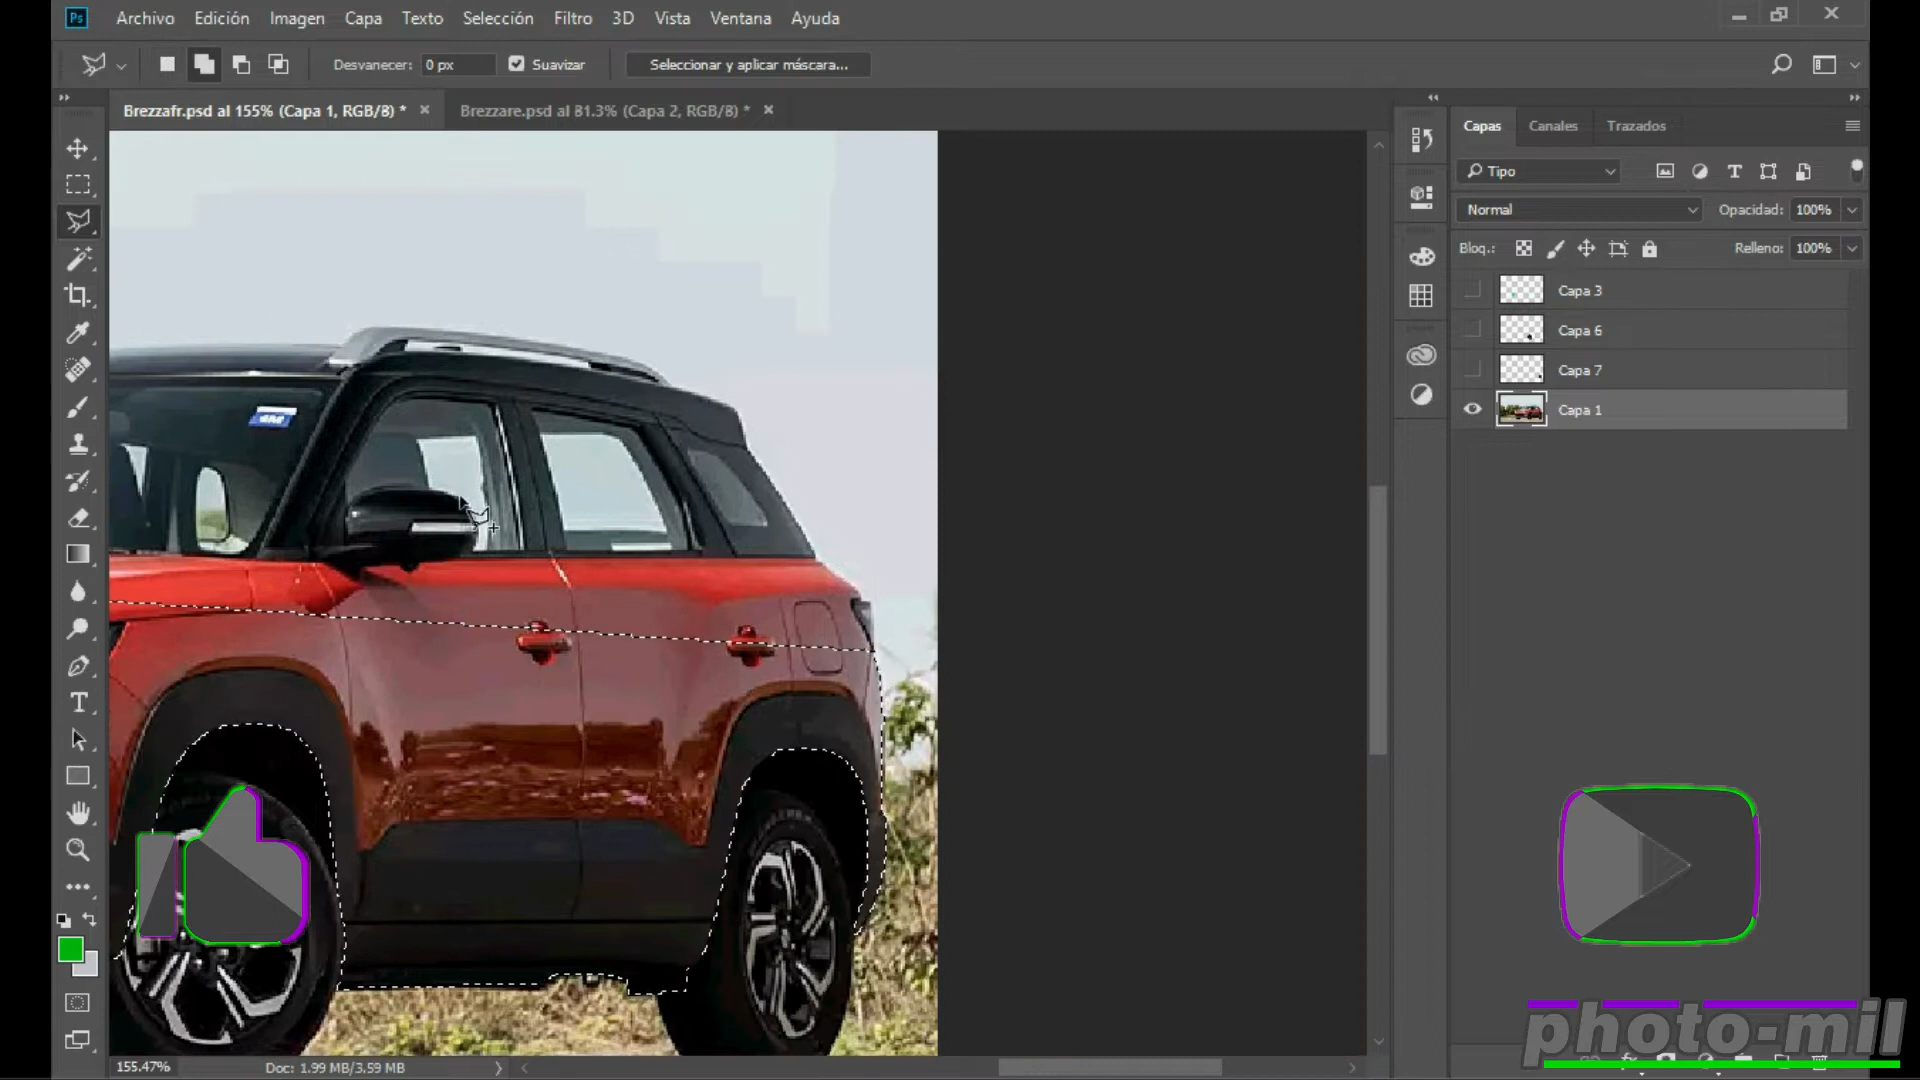 Ps Archivo Edición Imagen Capa Texto Selección Filtro 3D Vista Ventana Ayuda
Desvanecer: 0 px Suavizar Seleccionar y aplicar máscara...
Brezzafr.psd al 155% (Capa 1, RGB/8) * Brezzare.psd al 81.3% (Capa 2, RGB/8) *
Capas Canales Trazados
Tipo
Normal Opacidad: 100%
Bloq.: Relleno: 100%
Capa 3
Capa 6
Capa 7
Capa 1
photo-mil
155.47% Doc: 1.99 MB/3.59 MB